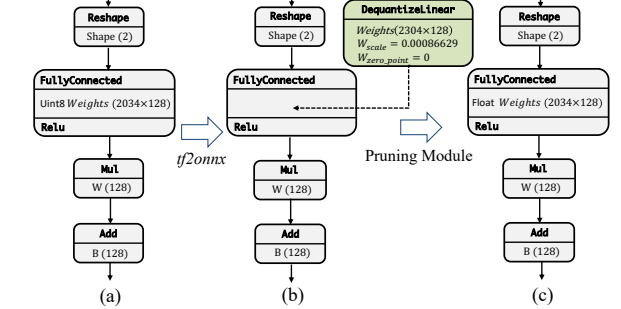 Reshape
Shape (2)
FullyConnected
Uint8 Weights (2034×128)
Relu
Mul
W (128)
Add
B (128)
(a)
tf2onnx
Reshape
Shape (2)
DequantizeLinear
Weights(2304×128)
W_scale = 0.00086629
W_zero_point = 0
FullyConnected
Relu
Mul
W (128)
Add
B (128)
(b)
Pruning Module
Reshape
Shape (2)
FullyConnected
Float Weights (2034×128)
Relu
Mul
W (128)
Add
B (128)
(c)